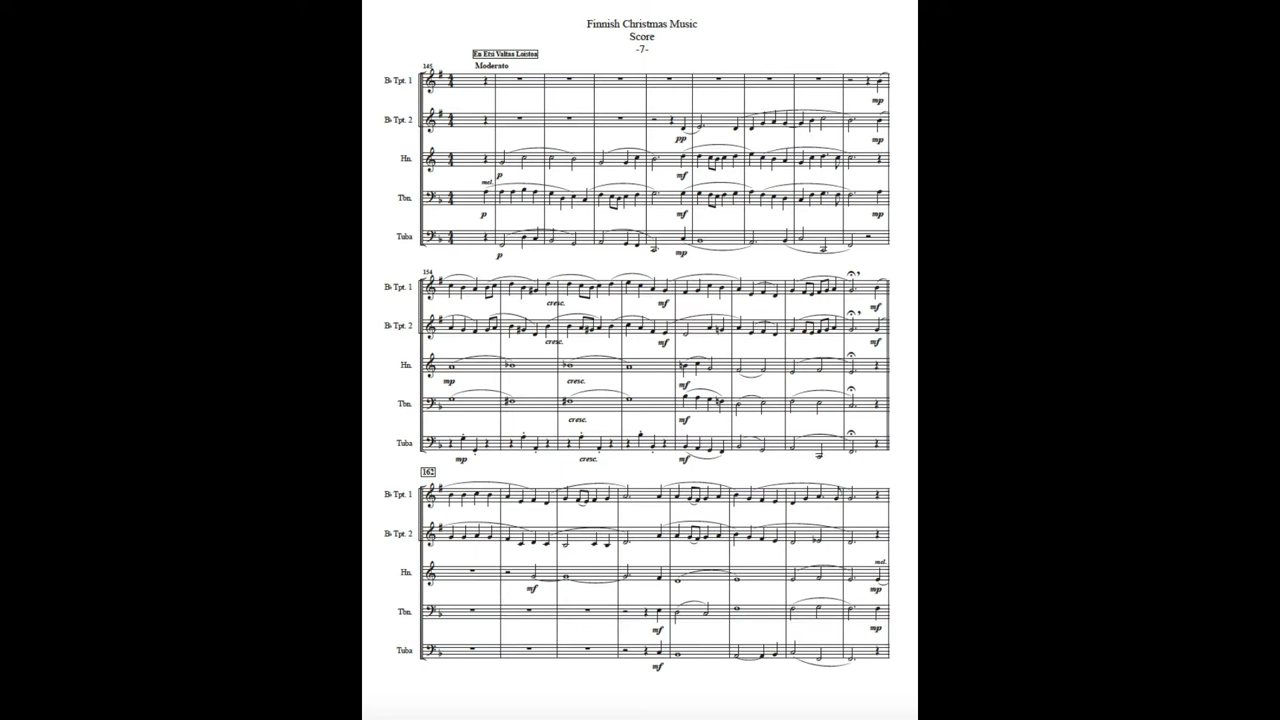 Finnish Christmas Music
Score
-7-
En Etsi Valtaa Loistoa
Moderato
145
B♭ Tpt. 1
mp
B♭ Tpt. 2
pp mp
Hn.
p mf
mel.
Tbn.
p mf mp
Tuba
p mp
154
B♭ Tpt. 1
cresc. mf mf
B♭ Tpt. 2
cresc. mf mf
Hn.
mp cresc. mf
Tbn.
cresc. mf
Tuba
mp cresc. mf
162
B♭ Tpt. 1
B♭ Tpt. 2
mel.
Hn.
mf mp
Tbn.
mf mp
Tuba
mf